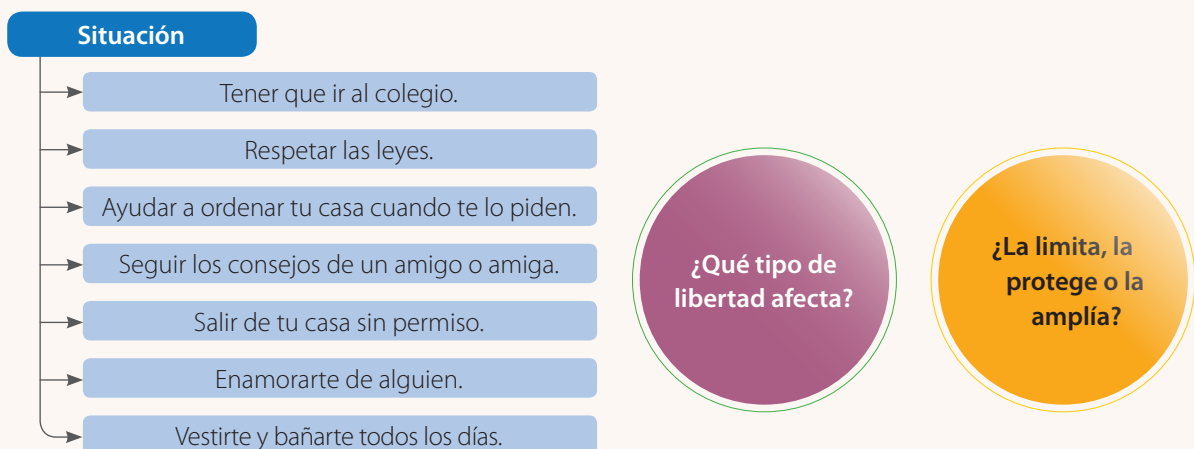 Situación
Tener que ir al colegio.
Respetar las leyes.
Ayudar a ordenar tu casa cuando te lo piden.
Seguir los consejos de un amigo o amiga.
Salir de tu casa sin permiso.
Enamorarte de alguien.
Vestirte y bañarte todos los días.
¿Qué tipo de
libertad afecta?
¿La limita, la
protege o la
amplía?